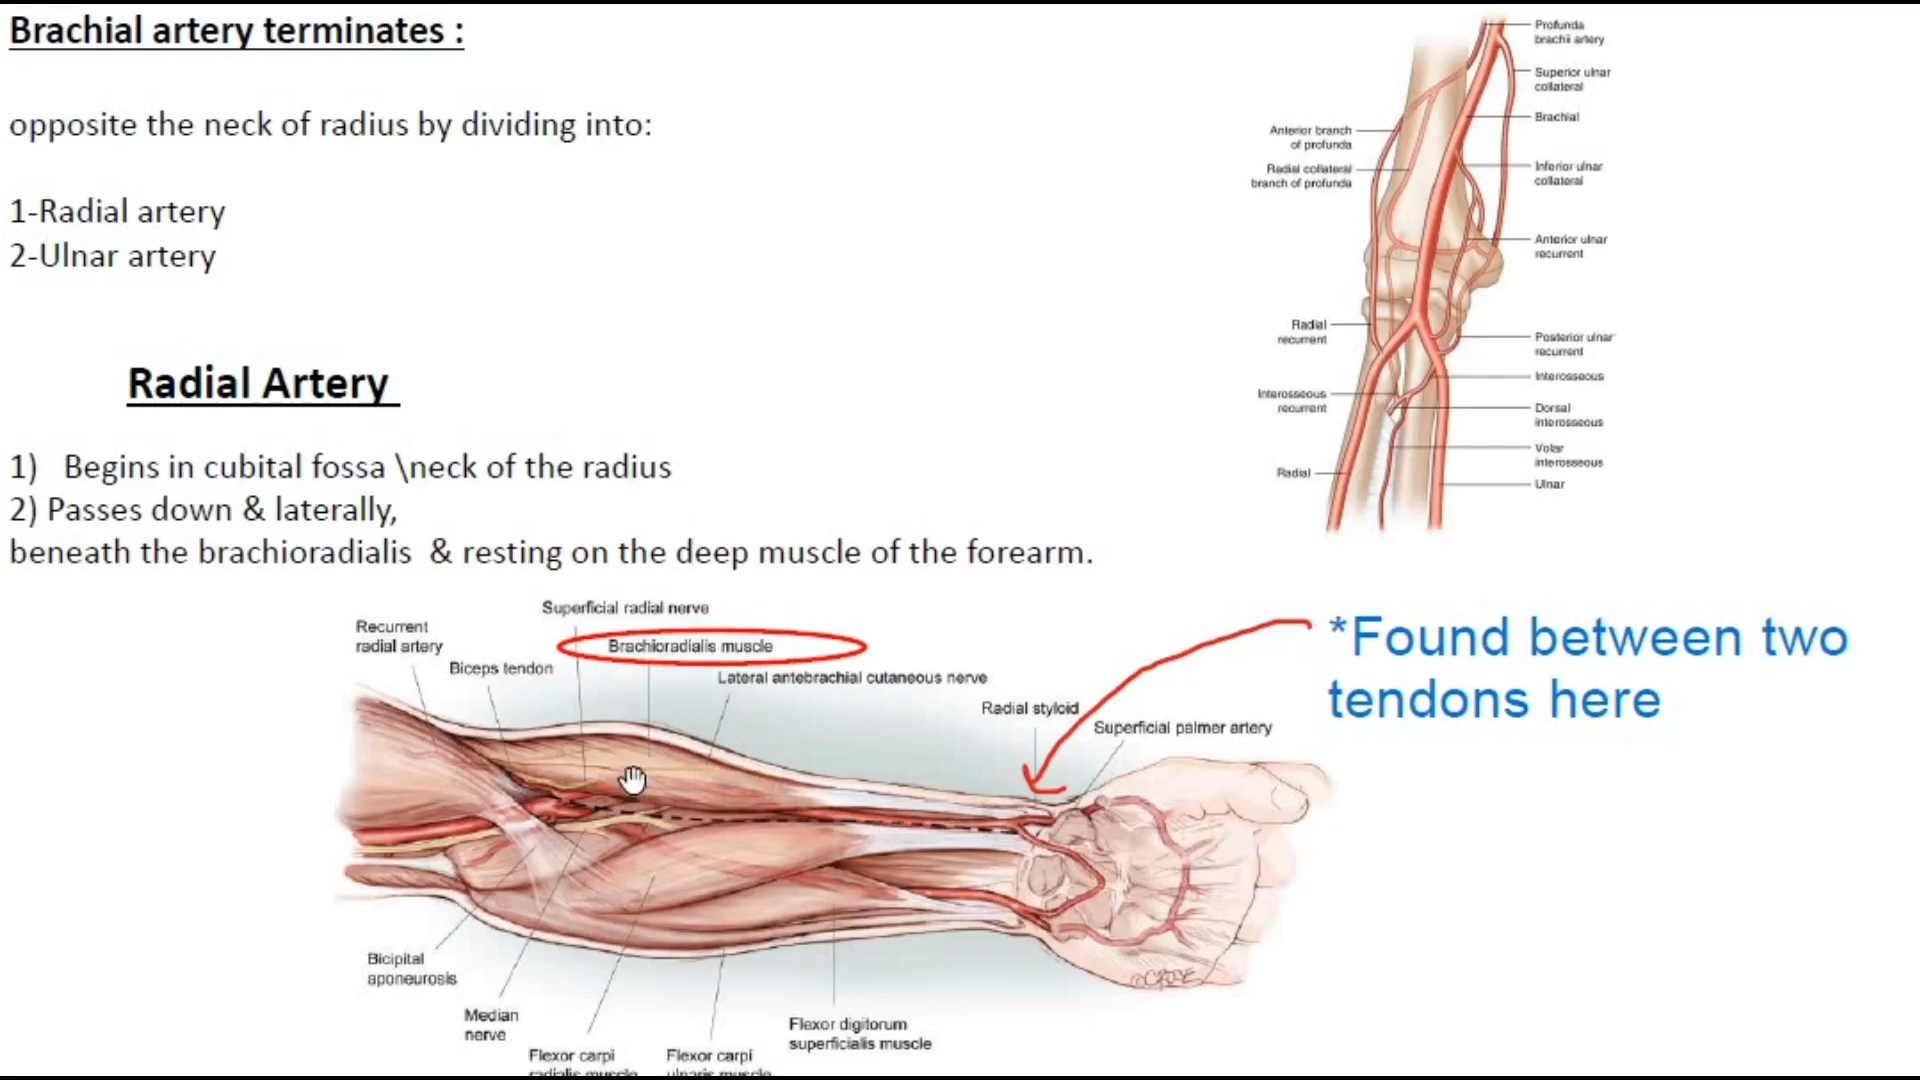 Brachial artery terminates :
opposite the neck of radius by dividing into:
1-Radial artery
2-Ulnar artery
Radial Artery
1) Begins in cubital fossa \neck of the radius
2) Passes down & laterally,
beneath the brachioradialis & resting on the deep muscle of the forearm.
Profunda
brachii artery
Superior ulnar
collateral
Brachial
Anterior branch
of profunda
Radial collateral
branch of profunda
Inferior ulnar
collateral
Anterior ulnar
recurrent
Radial
recurrent
Posterior ulnar
recurrent
Interosseous
Interosseous
recurrent
Dorsal
interosseous
Volar
interosseous
Radial
Ulnar
*Found between two
tendons here
Superficial radial nerve
Recurrent
radial artery
Brachioradialis muscle
Biceps tendon
Lateral antebrachial cutaneous nerve
Radial styloid
Superficial palmer artery
Bicipital
aponeurosis
Median
nerve
Flexor carpi
radialis muscle
Flexor carpi
ulnaris muscle
Flexor digitorum
superficialis muscle